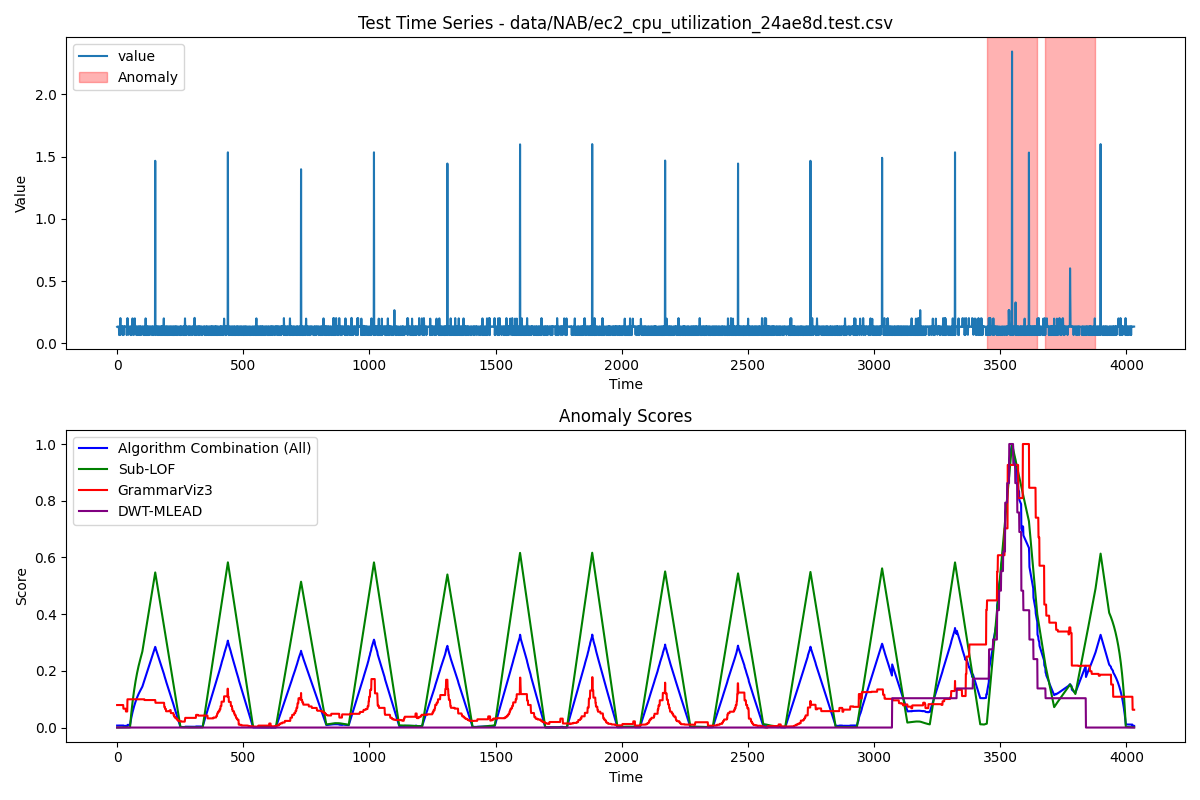 Test Time Series - data/NAB/ec2_cpu_utilization_24ae8d.test.csv
value
Anomaly
Value
2.0
1.5
1.0
0.5
0.0
0 500 1000 1500 2000 2500 3000 3500 4000
Time
Anomaly Scores
Algorithm Combination (All)
Sub-LOF
GrammarViz3
DWT-MLEAD
Score
1.0
0.8
0.6
0.4
0.2
0.0
0 500 1000 1500 2000 2500 3000 3500 4000
Time